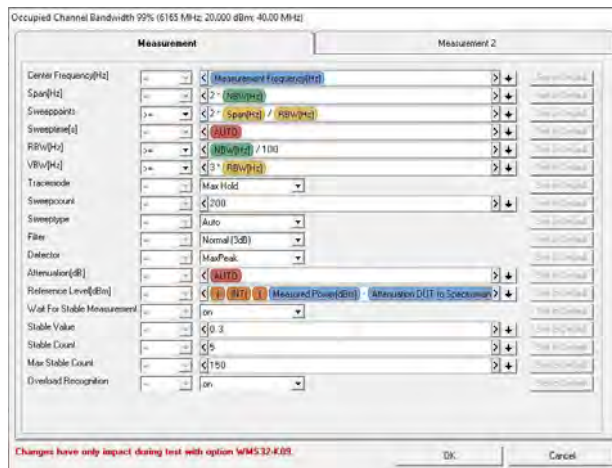 Occupied Channel Bandwidth 99% (6165 MHz; 20.000 dBm; 40.00 MHz)
Measurement Measurement 2
Center Frequency[Hz] = < Measurement Frequency[Hz] >
Span[Hz] = < 2 * NBW[Hz] >
Sweeppoints >= < 2 * Span[Hz] / RBW[Hz] >
Sweeptime[s] = < AUTO >
RBW[Hz] >= < NBW[Hz] / 100 >
VBW[Hz] >= < 3 * RBW[Hz] >
Tracemode = Max Hold
Sweepcount = < 200 >
Sweeptype = Auto
Filter = Normal (3dB)
Detector = MaxPeak
Attenuation[dB] = < AUTO >
Reference Level[dBm] = < INT( ) Measured Power[dBm] - Attenuation DUT to Spectruman >
Wait For Stable Measurement = on
Stable Value = < 0.3 >
Stable Count = < 5 >
Max Stable Count = < 150 >
Overload Recognition = on
Changes have only impact during test with option WMS32-K09.
OK Cancel